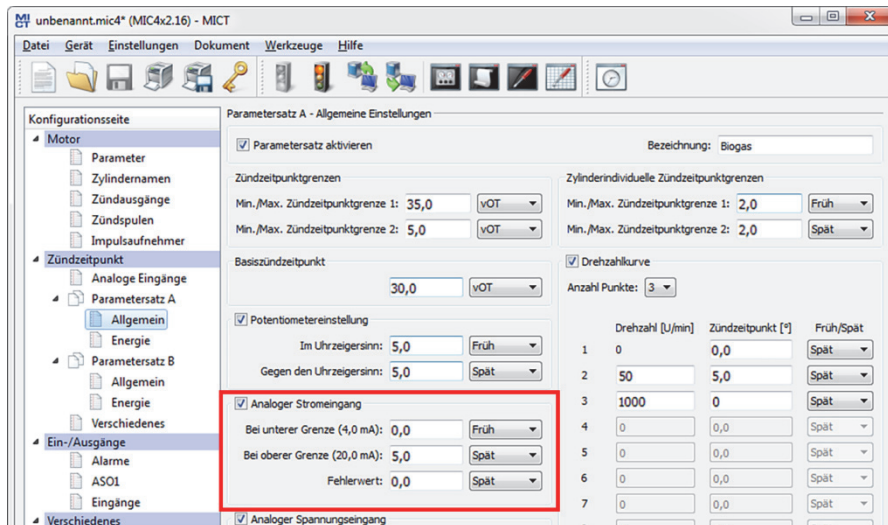 MICT unbenannt.mic4* (MIC4x2.16) - MICT
Datei Gerät Einstellungen Dokument Werkzeuge Hilfe
Konfigurationsseite
Motor
Parameter
Zylindernamen
Zündausgänge
Zündspulen
Impulsaufnehmer
Zündzeitpunkt
Analoge Eingänge
Parametersatz A
Allgemein
Energie
Parametersatz B
Allgemein
Energie
Verschiedenes
Ein-/Ausgänge
Alarme
ASO1
Eingänge
Verschiedenes
Parametersatz A - Allgemeine Einstellungen
Parametersatz aktivieren
Bezeichnung: Biogas
Zündzeitpunktgrenzen
Min./Max. Zündzeitpunktgrenze 1: 35,0 vOT
Min./Max. Zündzeitpunktgrenze 2: 5,0 vOT
Zylinderindividuelle Zündzeitpunktgrenzen
Min./Max. Zündzeitpunktgrenze 1: 2,0 Früh
Min./Max. Zündzeitpunktgrenze 2: 2,0 Spät
Basiszündzeitpunkt
30,0 vOT
Potentiometereinstellung
Im Uhrzeigersinn: 5,0 Früh
Gegen den Uhrzeigersinn: 5,0 Spät
Analoger Stromeingang
Bei unterer Grenze (4,0 mA): 0,0 Früh
Bei oberer Grenze (20,0 mA): 5,0 Spät
Fehlerwert: 0,0 Spät
Analoger Spannungseingang
Drehzahlkurve
Anzahl Punkte: 3
Drehzahl [U/min] Zündzeitpunkt [°] Früh/Spät
1 0 0,0 Spät
2 50 5,0 Spät
3 1000 0 Spät
4 0 0,0 Spät
5 0 0,0 Spät
6 0 0,0 Spät
7 0 0,0 Spät